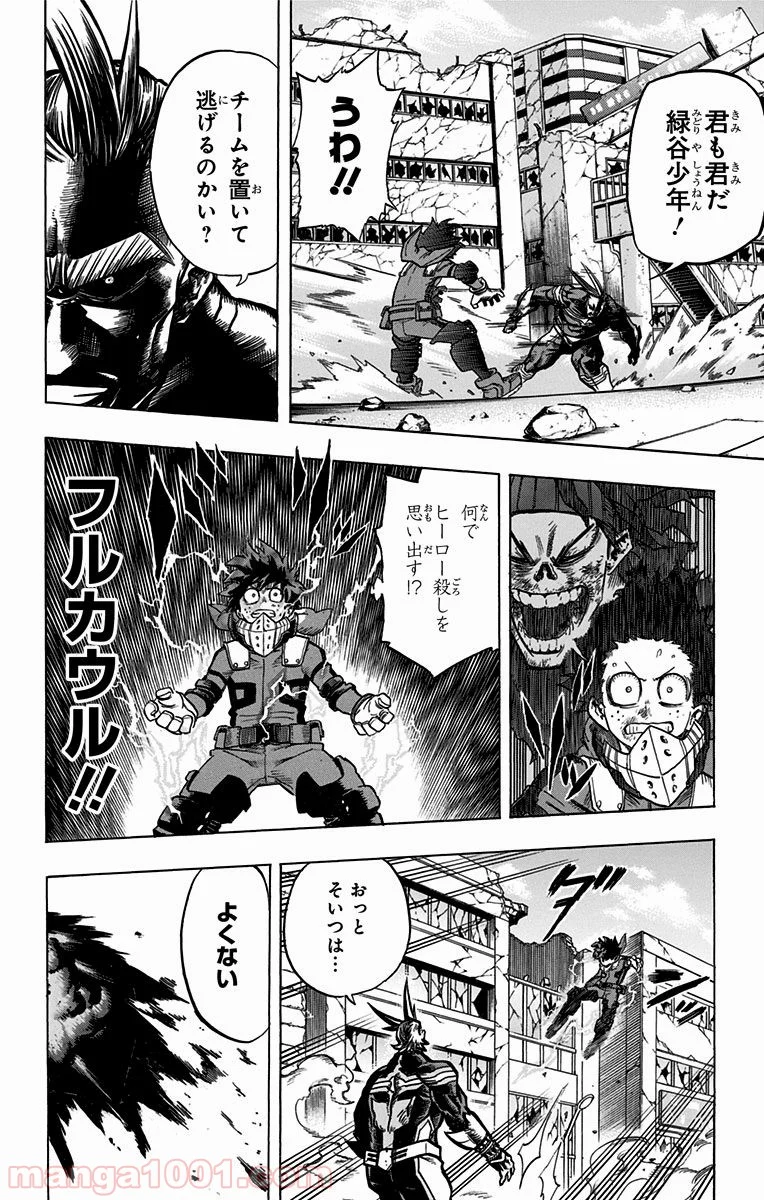 君も君だ
緑谷少年!
うわ!!
チームを置いて
逃げるのかい?
何で
ヒーロー殺しを
思い出す!?
フルカウル!!
ダッ
おっと
そいつは…
よくない
manga1001.com